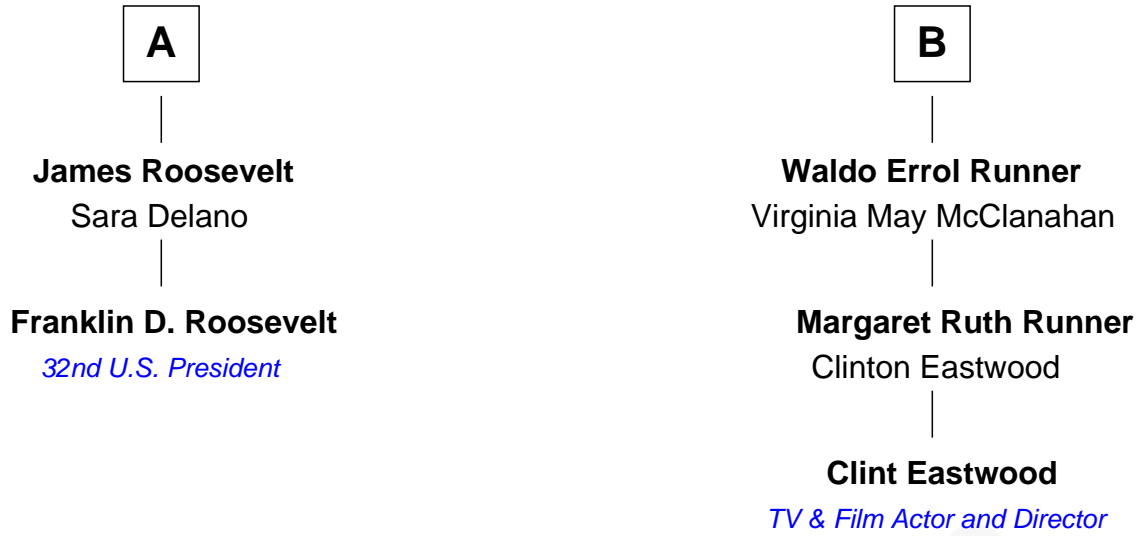 A
James Roosevelt
Sara Delano
Franklin D. Roosevelt
32nd U.S. President
B
Waldo Errol Runner
Virginia May McClanahan
Margaret Ruth Runner
Clinton Eastwood
Clint Eastwood
TV & Film Actor and Director